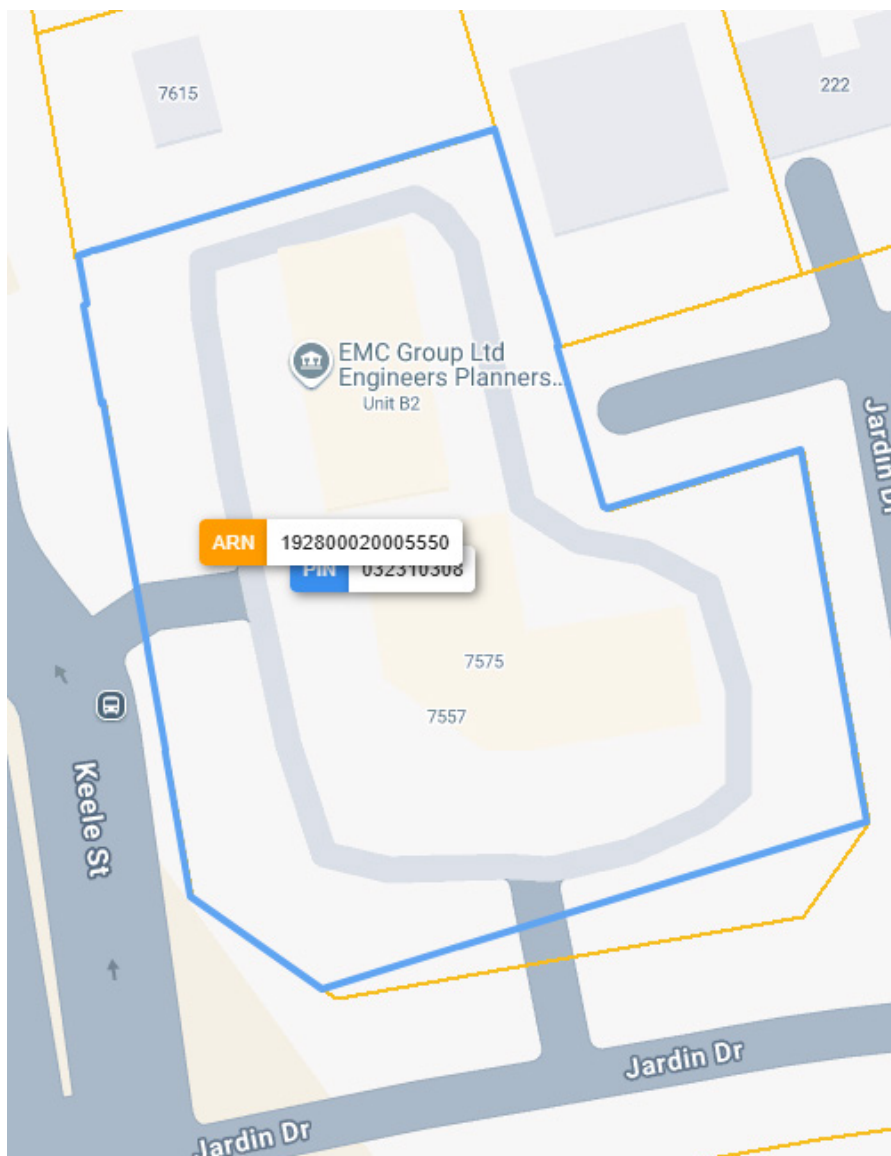 7615
222
EMC Group Ltd
Engineers Planners...
Unit B2
Jardin Dr
ARN 192800020005550
PIN 032310308
7575
7557
Keele St
Jardin Dr
Jardin Dr